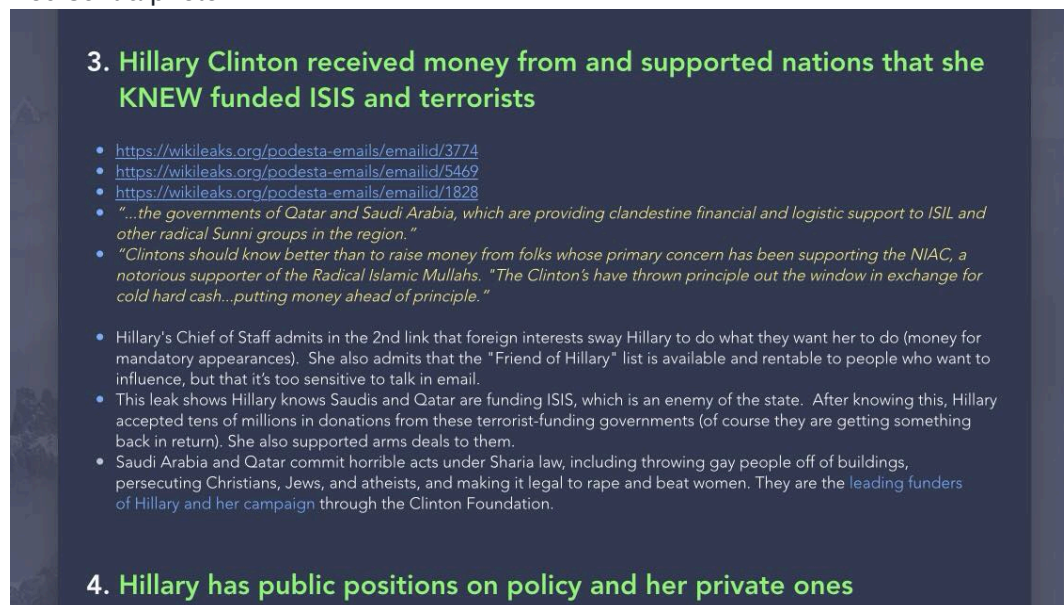 3. Hillary Clinton received money from and supported nations that she
KNEW funded ISIS and terrorists
• https://wikileaks.org/podesta-emails/emailid/3774
• https://wikileaks.org/podesta-emails/emailid/5469
• https://wikileaks.org/podesta-emails/emailid/1828
• "...the governments of Qatar and Saudi Arabia, which are providing clandestine financial and logistic support to ISIL and
other radical Sunni groups in the region."
• "Clintons should know better than to raise money from folks whose primary concern has been supporting the NIAC, a
notorious supporter of the Radical Islamic Mullahs. "The Clinton's have thrown principle out the window in exchange for
cold hard cash...putting money ahead of principle."
• Hillary's Chief of Staff admits in the 2nd link that foreign interests sway Hillary to do what they want her to do (money for
mandatory appearances). She also admits that the "Friend of Hillary" list is available and rentable to people who want to
influence, but that it's too sensitive to talk in email.
• This leak shows Hillary knows Saudis and Qatar are funding ISIS, which is an enemy of the state. After knowing this, Hillary
accepted tens of millions in donations from these terrorist-funding governments (of course they are getting something
back in return). She also supported arms deals to them.
• Saudi Arabia and Qatar commit horrible acts under Sharia law, including throwing gay people off of buildings,
persecuting Christians, Jews, and atheists, and making it legal to rape and beat women. They are the leading funders
of Hillary and her campaign through the Clinton Foundation.
4. Hillary has public positions on policy and her private ones